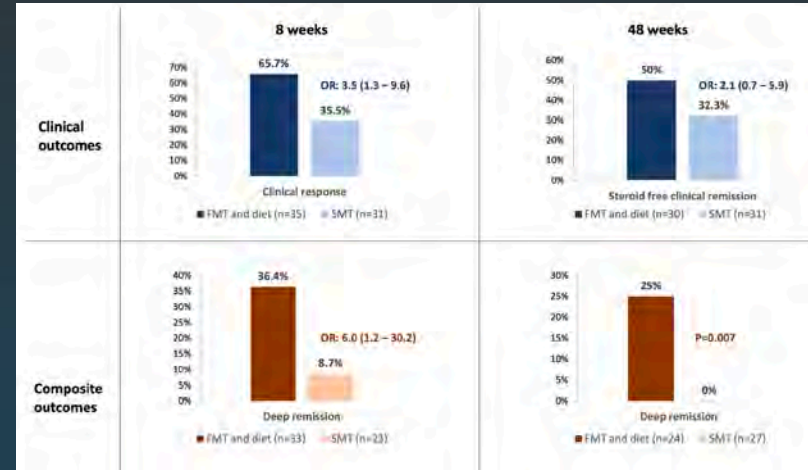 8 weeks
48 weeks
Clinical outcomes
70%
60%
50%
40%
30%
20%
10%
0%
65.7%
OR: 3.5 (1.3 – 9.6)
35.5%
Clinical response
FMT and diet (n=35) SMT (n=31)
60%
50%
40%
30%
20%
10%
0%
50%
OR: 2.1 (0.7 – 5.9)
32.3%
Steroid free clinical remission
FMT and diet (n=30) SMT (n=31)
Composite outcomes
40%
35%
30%
25%
20%
15%
10%
5%
0%
36.4%
OR: 6.0 (1.2 – 30.2)
8.7%
Deep remission
FMT and diet (n=33) SMT (n=23)
30%
25%
20%
15%
10%
5%
0%
25%
P=0.007
0%
Deep remission
FMT and diet (n=24) SMT (n=27)